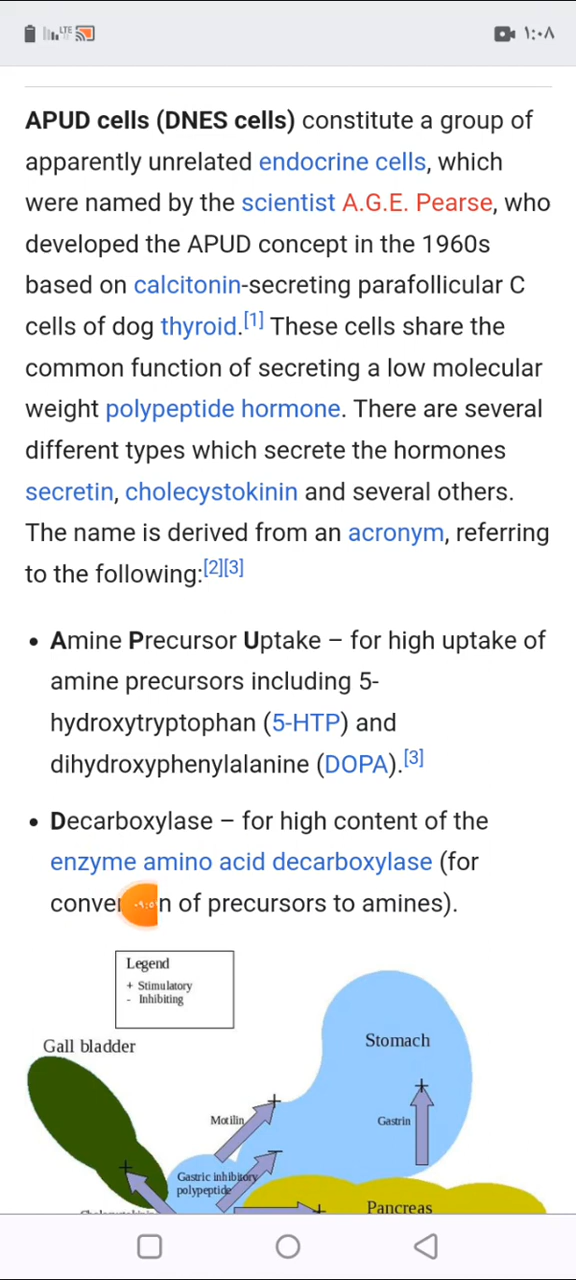 LTE ١:٠٨
APUD cells (DNES cells) constitute a group of
apparently unrelated endocrine cells, which
were named by the scientist A.G.E. Pearse, who
developed the APUD concept in the 1960s
based on calcitonin-secreting parafollicular C
cells of dog thyroid.[1] These cells share the
common function of secreting a low molecular
weight polypeptide hormone. There are several
different types which secrete the hormones
secretin, cholecystokinin and several others.
The name is derived from an acronym, referring
to the following:[2][3]
• Amine Precursor Uptake – for high uptake of
amine precursors including 5-
hydroxytryptophan (5-HTP) and
dihydroxyphenylalanine (DOPA).[3]
• Decarboxylase – for high content of the
enzyme amino acid decarboxylase (for
of precursors to amines).
Legend
+ Stimulatory
- Inhibiting
Gall bladder
Stomach
Motilin
Gastrin
Gastric inhibitory
polypeptide
Pancreas